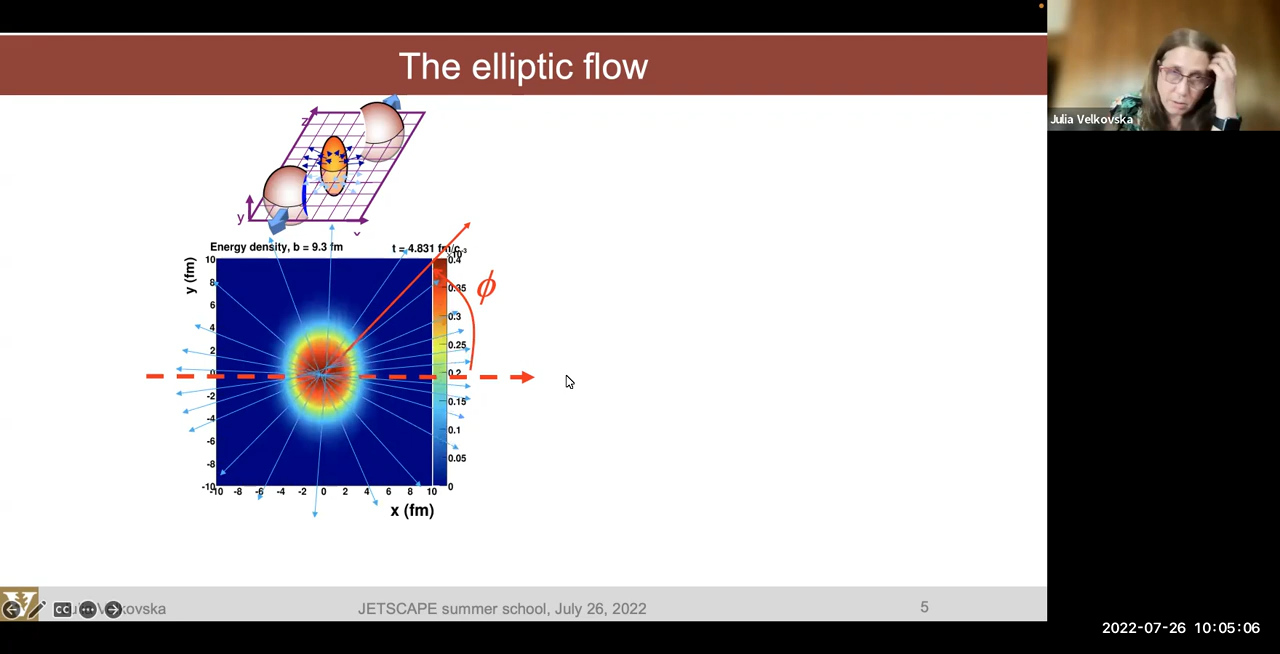 The elliptic flow
Julia Velkovska
z
y
Energy density, b = 9.3 fm
t = 4.831 fm/c
y (fm)
10
8
6
4
2
0
-2
-4
-6
-8
-10
-10 -8 -6 -4 -2 0 2 4 6 8 10
x (fm)
0.4
0.35
0.3
0.25
0.2
0.15
0.1
0.05
0
ϕ
JETSCAPE summer school, July 26, 2022
5
2022-07-26 10:05:06